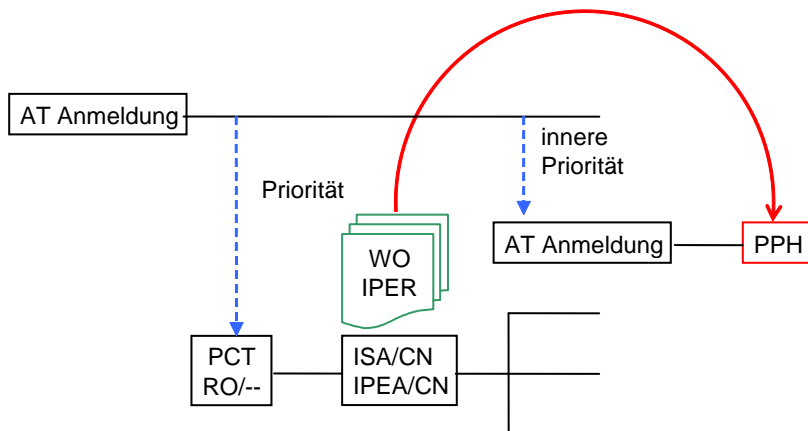 AT Anmeldung
innere
Priorität
Priorität
AT Anmeldung
PPH
WO
IPER
PCT
RO/--
ISA/CN
IPEA/CN